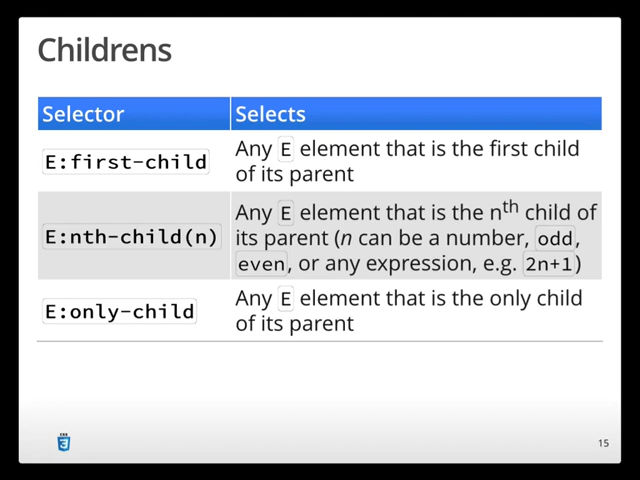 Childrens
Selector Selects
E:first-child Any E element that is the first child
of its parent
E:nth-child(n) Any E element that is the nth child of
its parent (n can be a number, odd,
even, or any expression, e.g. 2n+1)
E:only-child Any E element that is the only child
of its parent
CSS
3
15